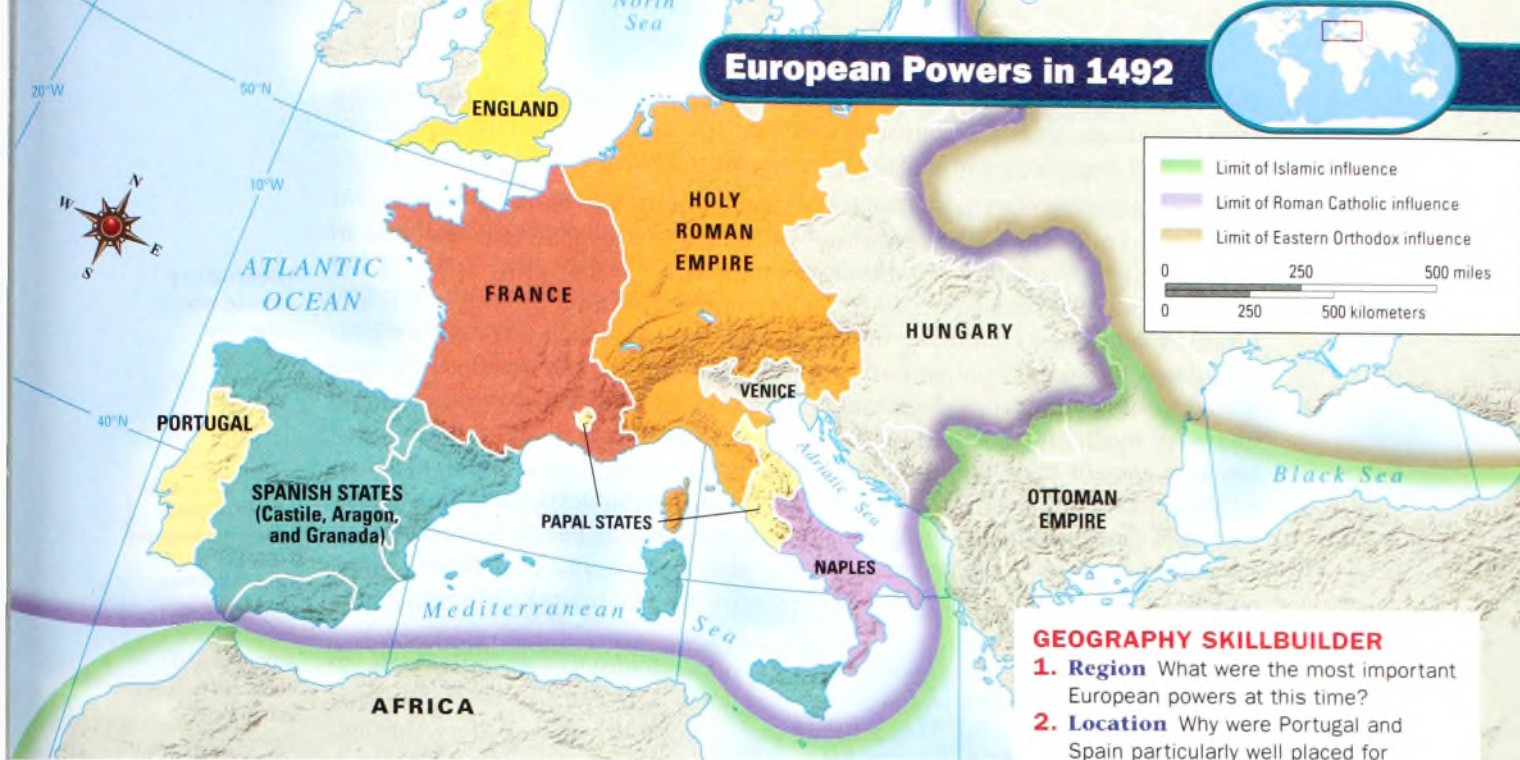 European Powers in 1492
North
Sea
20°W
50°N
ENGLAND
Limit of Islamic influence
Limit of Roman Catholic influence
Limit of Eastern Orthodox influence
0 250 500 miles
0 250 500 kilometers
N
W
E
S
10°W
HOLY
ROMAN
EMPIRE
ATLANTIC
OCEAN
FRANCE
HUNGARY
VENICE
40°N
PORTUGAL
Adriatic Sea
Black Sea
SPANISH STATES
(Castile, Aragon,
and Granada)
PAPAL STATES
OTTOMAN
EMPIRE
NAPLES
Mediterranean Sea
AFRICA
GEOGRAPHY SKILLBUILDER
1. Region What were the most important
European powers at this time?
2. Location Why were Portugal and
Spain particularly well placed for